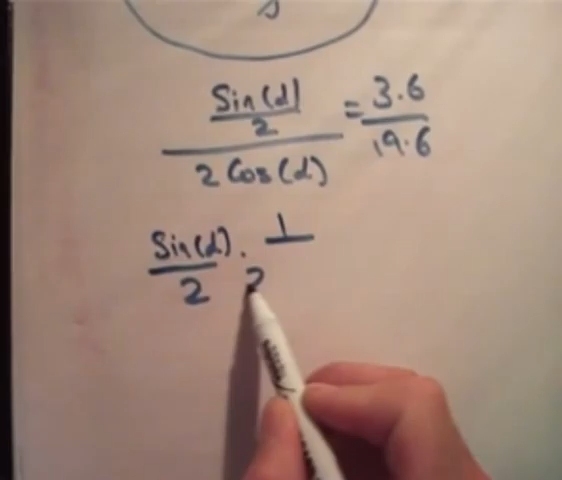 Sin(d)/2 / 2 Cos(d) = 3.6/19.6
Sin(d)/2 · 1/2